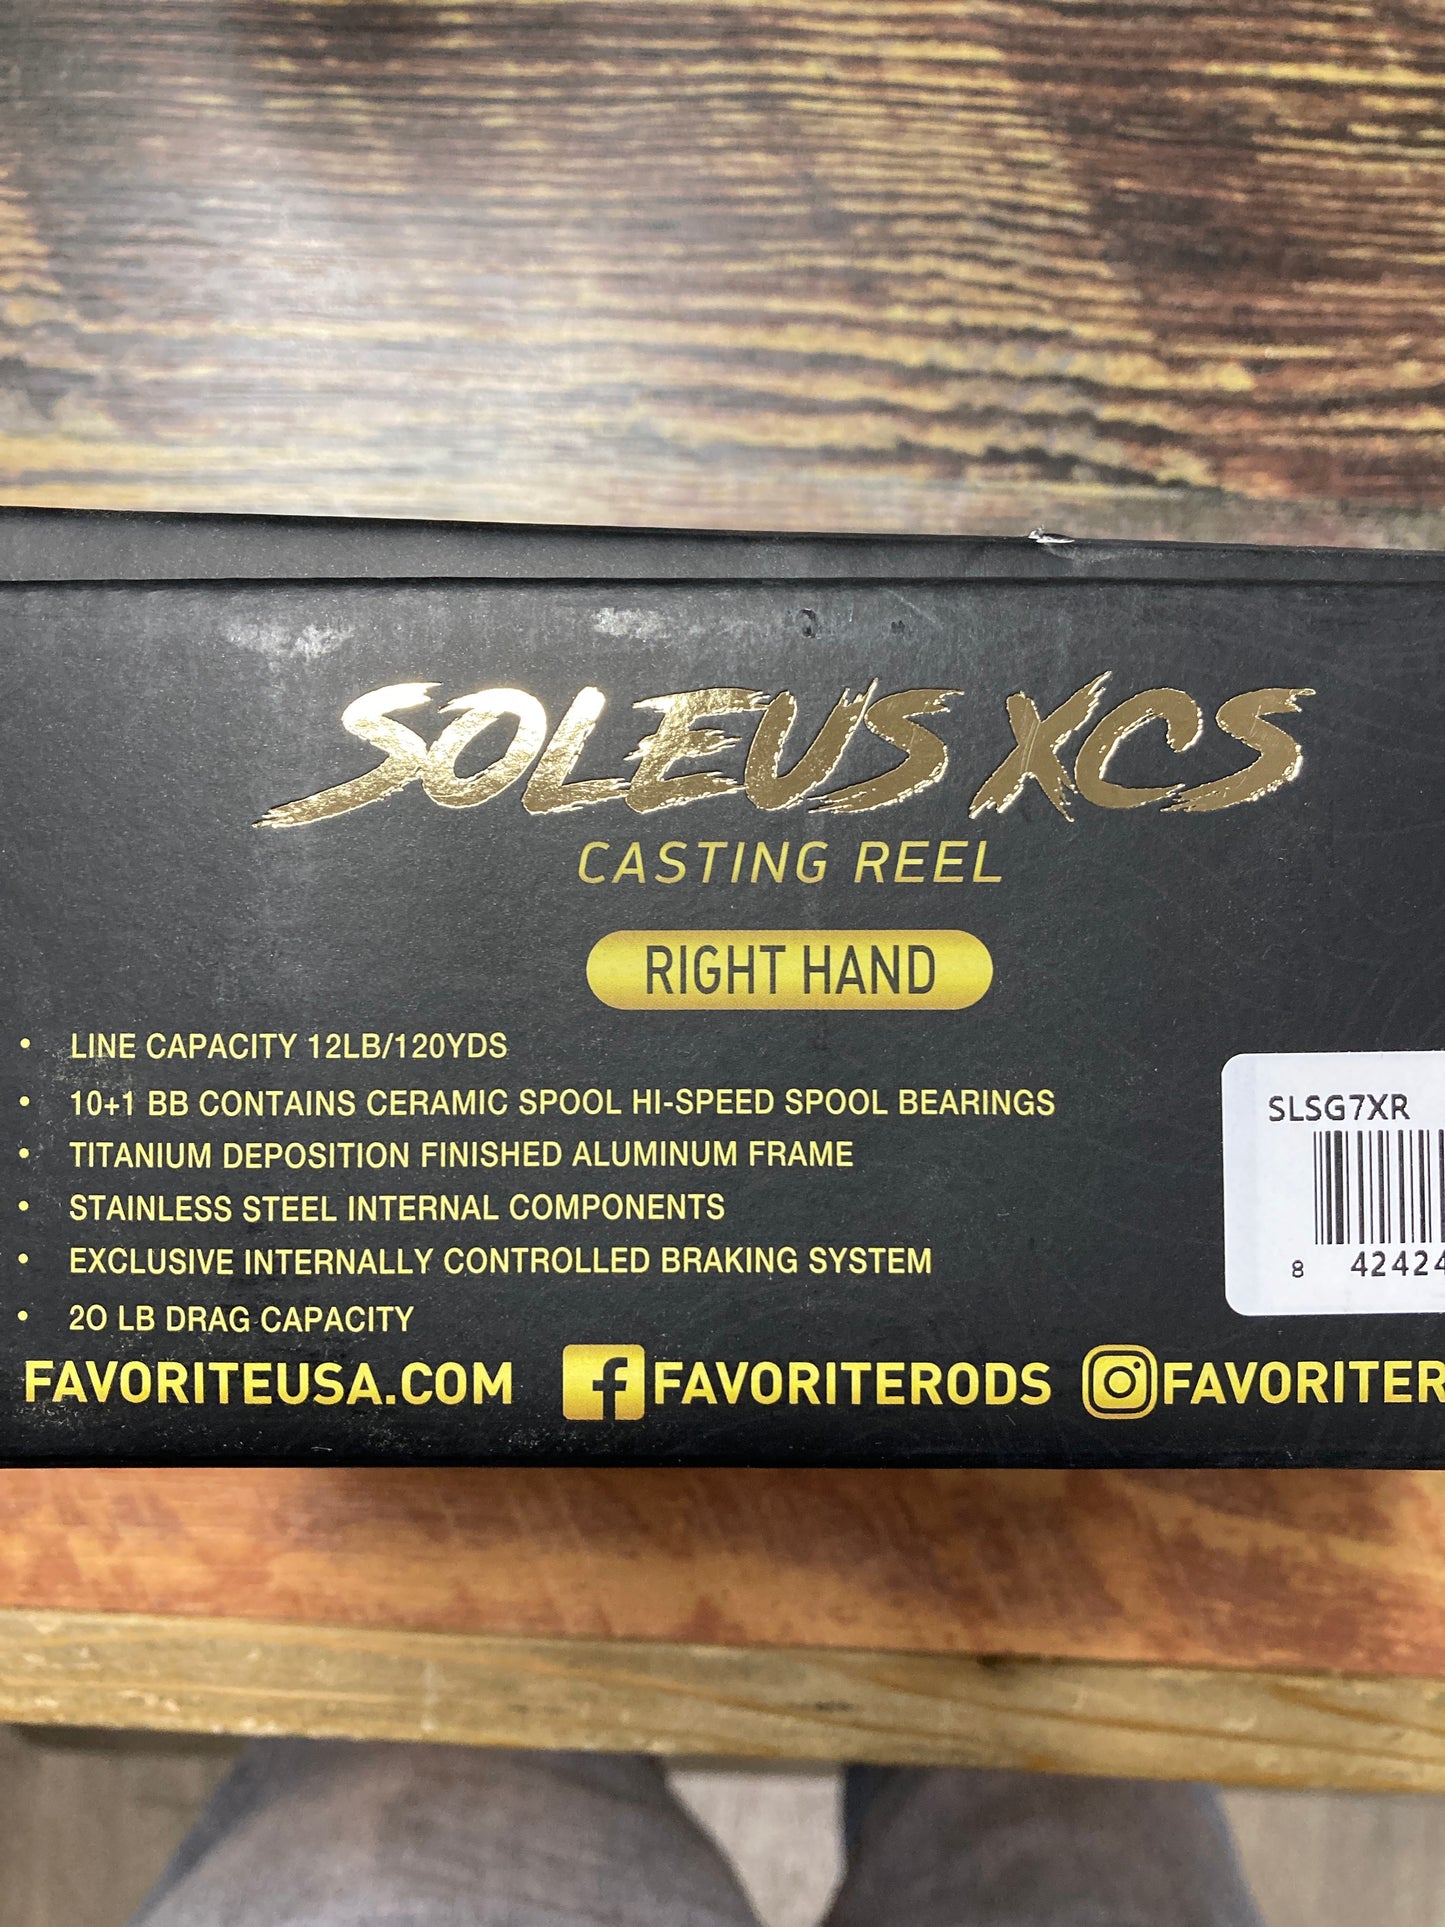 SOLEUS XCS
CASTING REEL
RIGHT HAND
• LINE CAPACITY 12LB/120YDS
• 10+1 BB CONTAINS CERAMIC SPOOL HI-SPEED SPOOL BEARINGS
• TITANIUM DEPOSITION FINISHED ALUMINUM FRAME
• STAINLESS STEEL INTERNAL COMPONENTS
• EXCLUSIVE INTERNALLY CONTROLLED BRAKING SYSTEM
• 20 LB DRAG CAPACITY
SLSG7XR
8 42424
FAVORITEUSA.COM FAVORITERODS FAVORITER